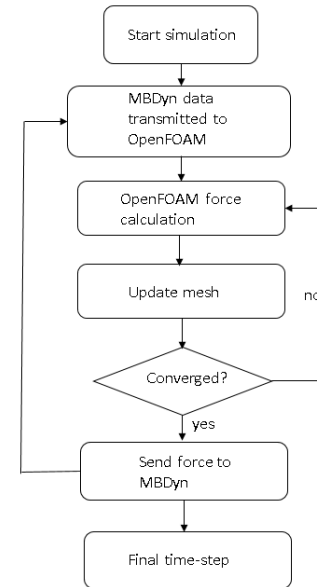 Start simulation
MBDyn data
transmitted to
OpenFOAM
OpenFOAM force
calculation
Update mesh
no
Converged?
yes
Send force to
MBDyn
Final time-step